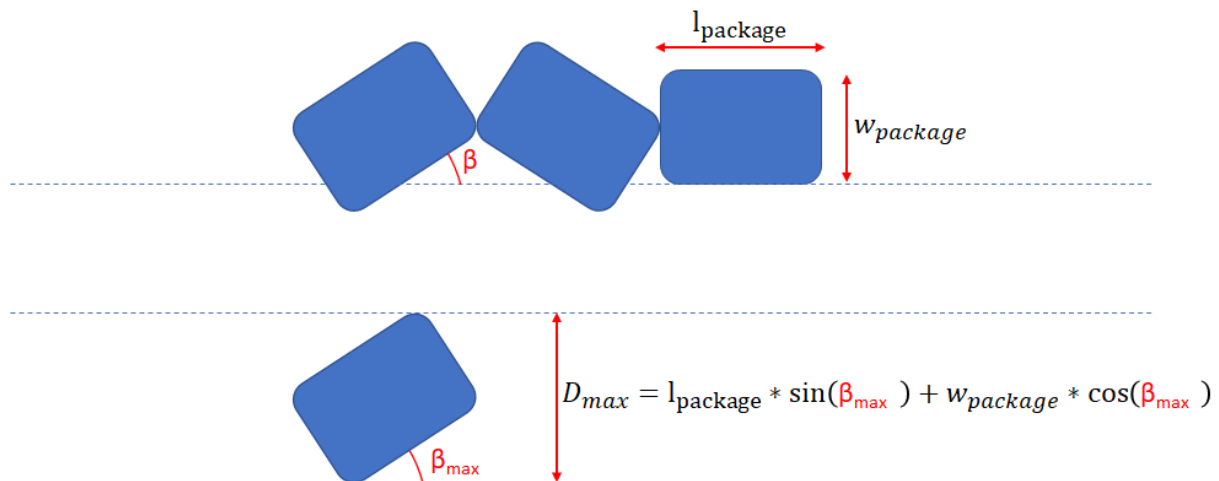 l_package
w_package
β
D_max = l_package * sin(β_max ) + w_package * cos(β_max )
β_max